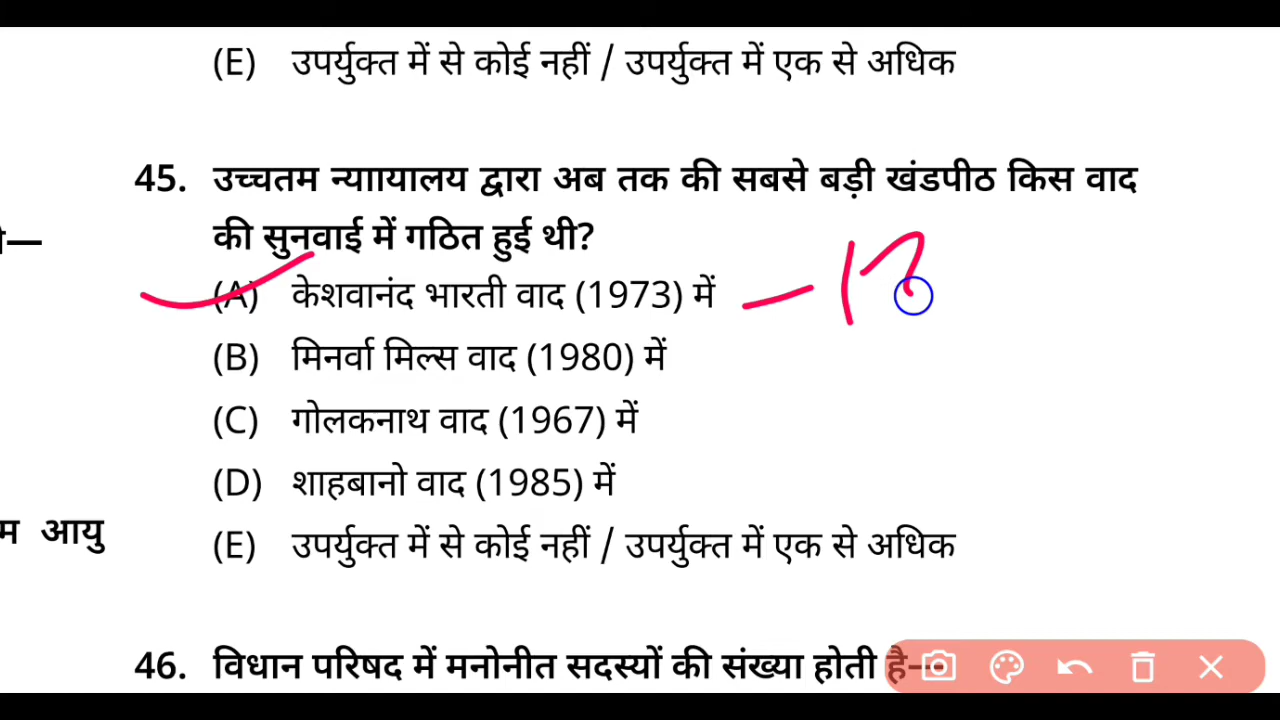 (E) उपर्युक्त में से कोई नहीं / उपर्युक्त में एक से अधिक
45. उच्चतम न्याायालय द्वारा अब तक की सबसे बड़ी खंडपीठ किस वाद
की सुनवाई में गठित हुई थी?
(A) केशवानंद भारती वाद (1973) में
(B) मिनर्वा मिल्स वाद (1980) में
(C) गोलकनाथ वाद (1967) में
(D) शाहबानो वाद (1985) में
म आयु
(E) उपर्युक्त में से कोई नहीं / उपर्युक्त में एक से अधिक
46. विधान परिषद में मनोनीत सदस्यों की संख्या होती है—